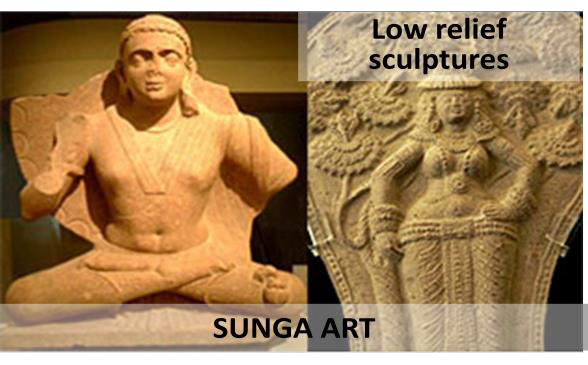 Low relief
sculptures
SUNGA ART